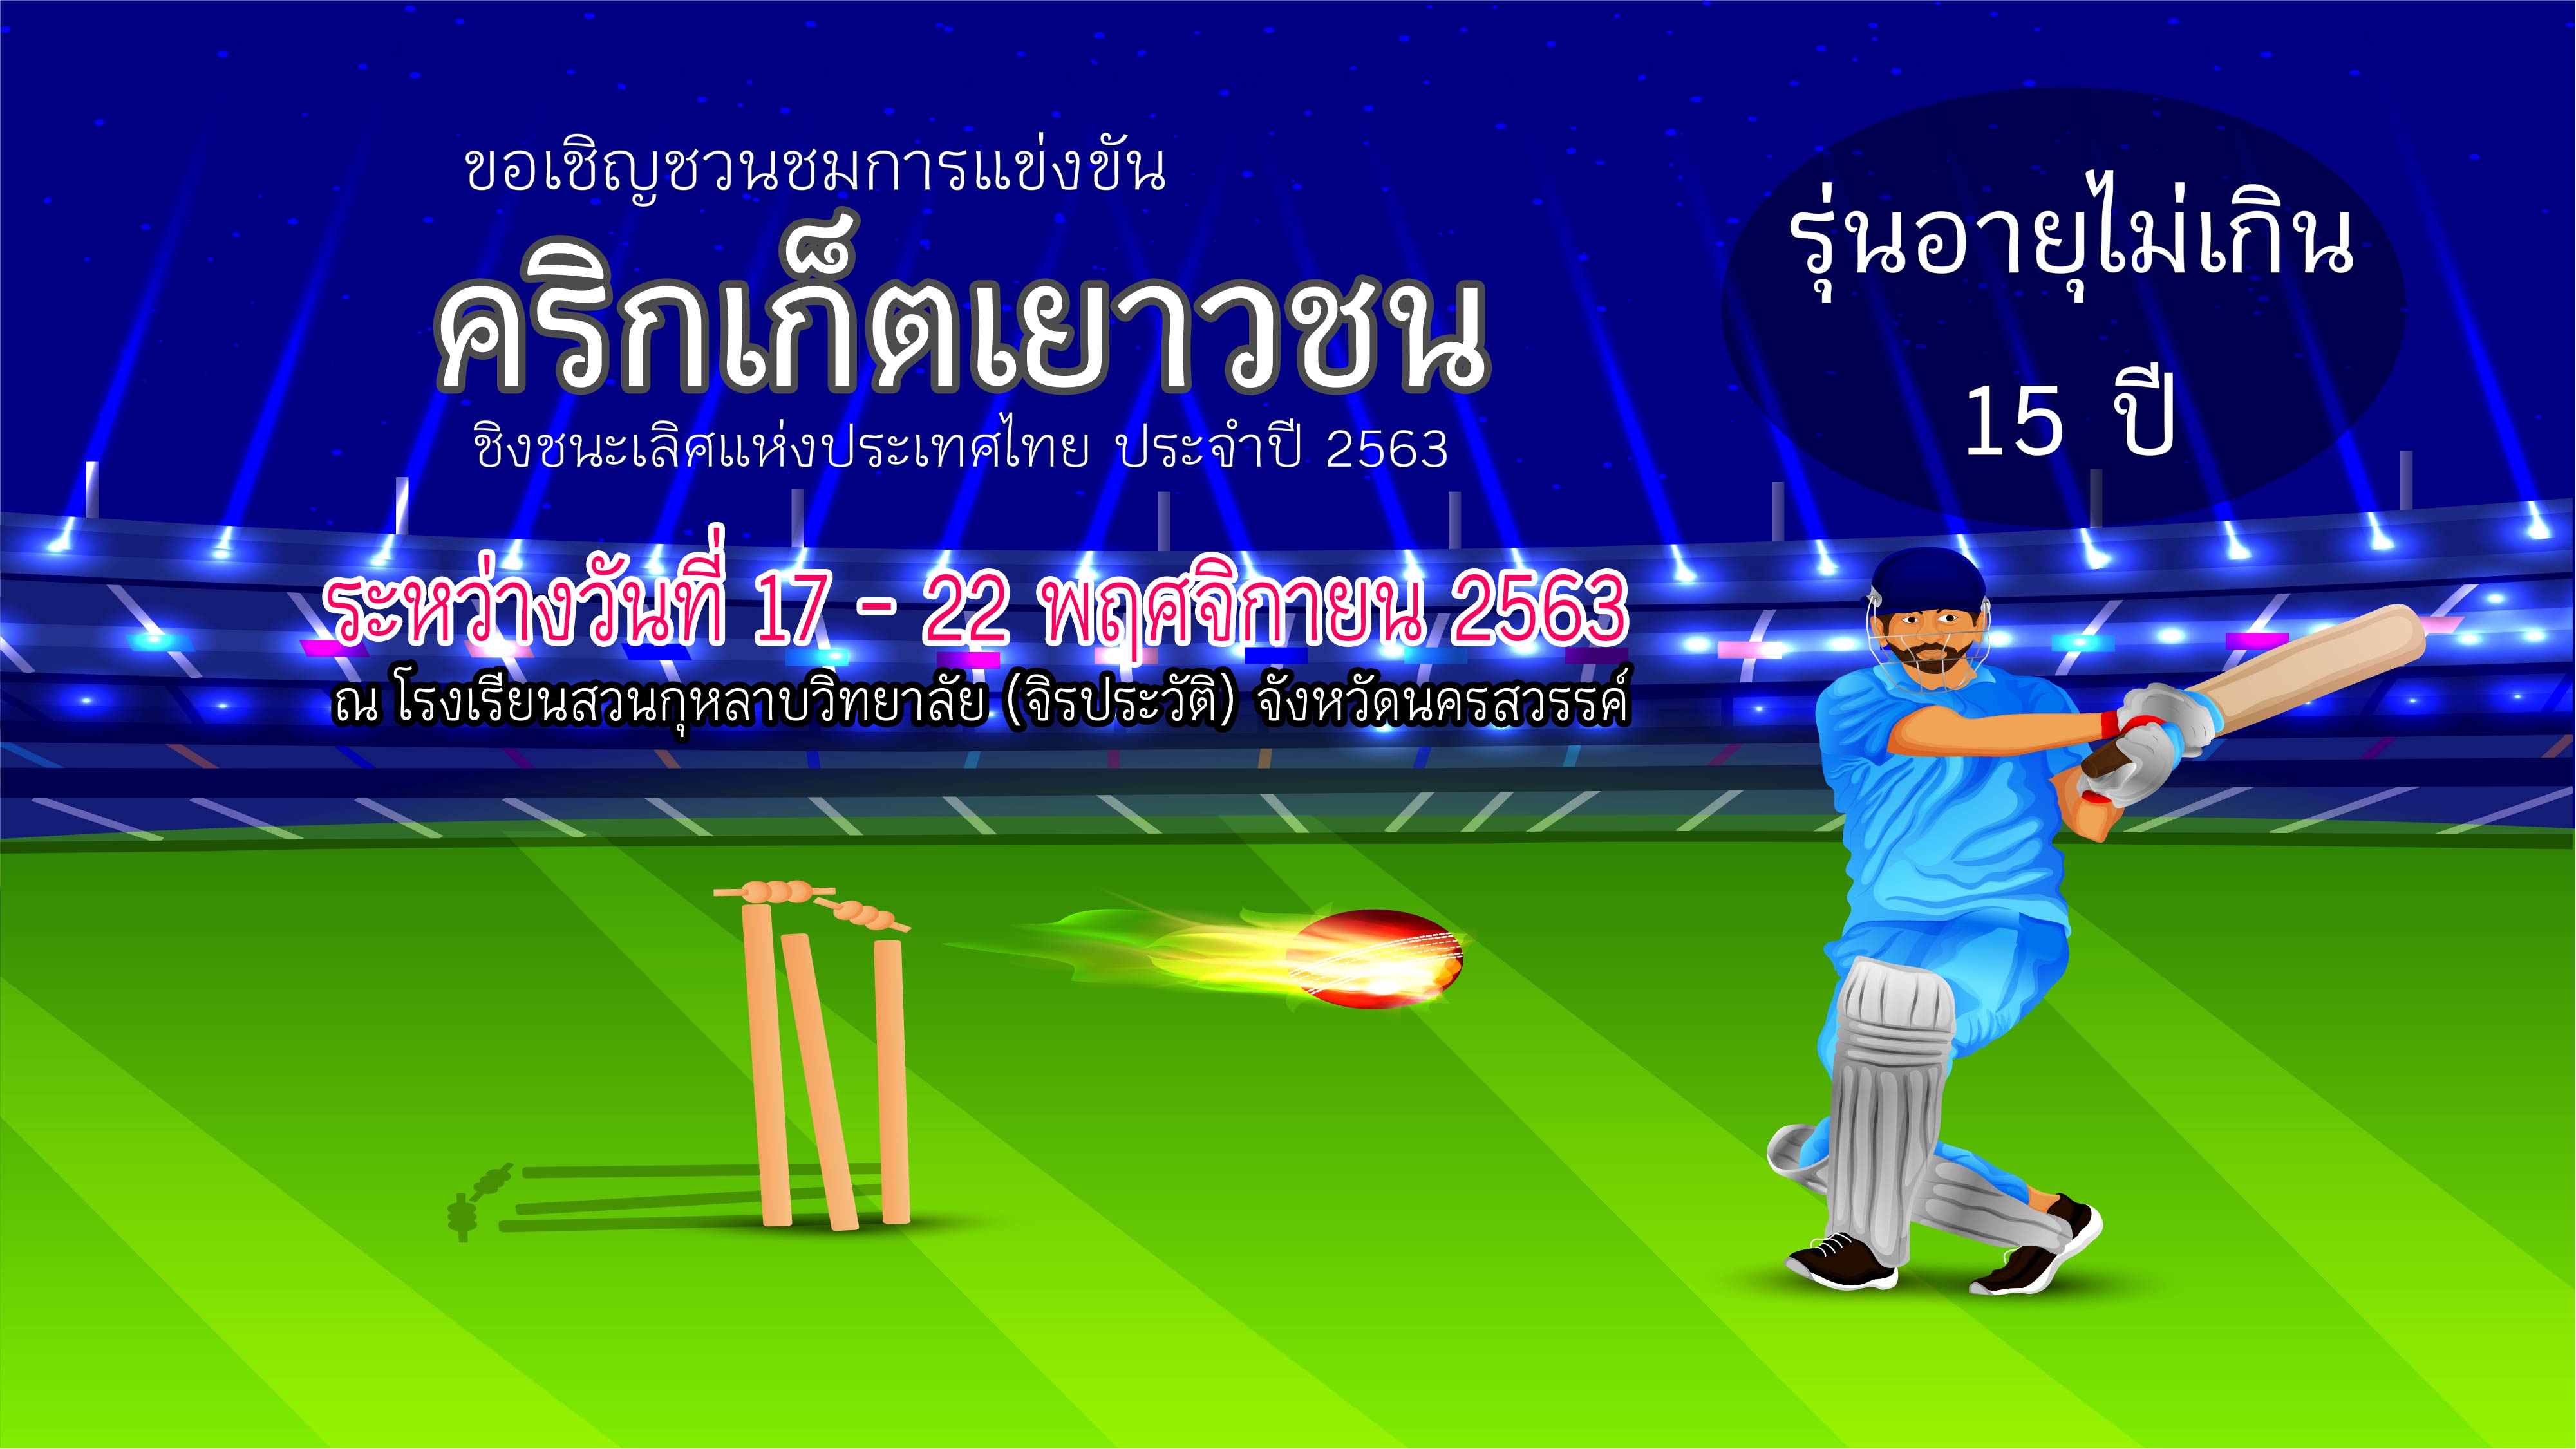 ขอเชิญชวนชมการแข่งขัน
คริกเก็ตเยาวชน
ชิงชนะเลิศแห่งประเทศไทย ประจำปี 2563
รุ่นอายุไม่เกิน
15 ปี
ระหว่างวันที่ 17 - 22 พฤศจิกายน 2563
ณ โรงเรียนสวนกุหลาบวิทยาลัย (จิรประวัติ) จังหวัดนครสวรรค์